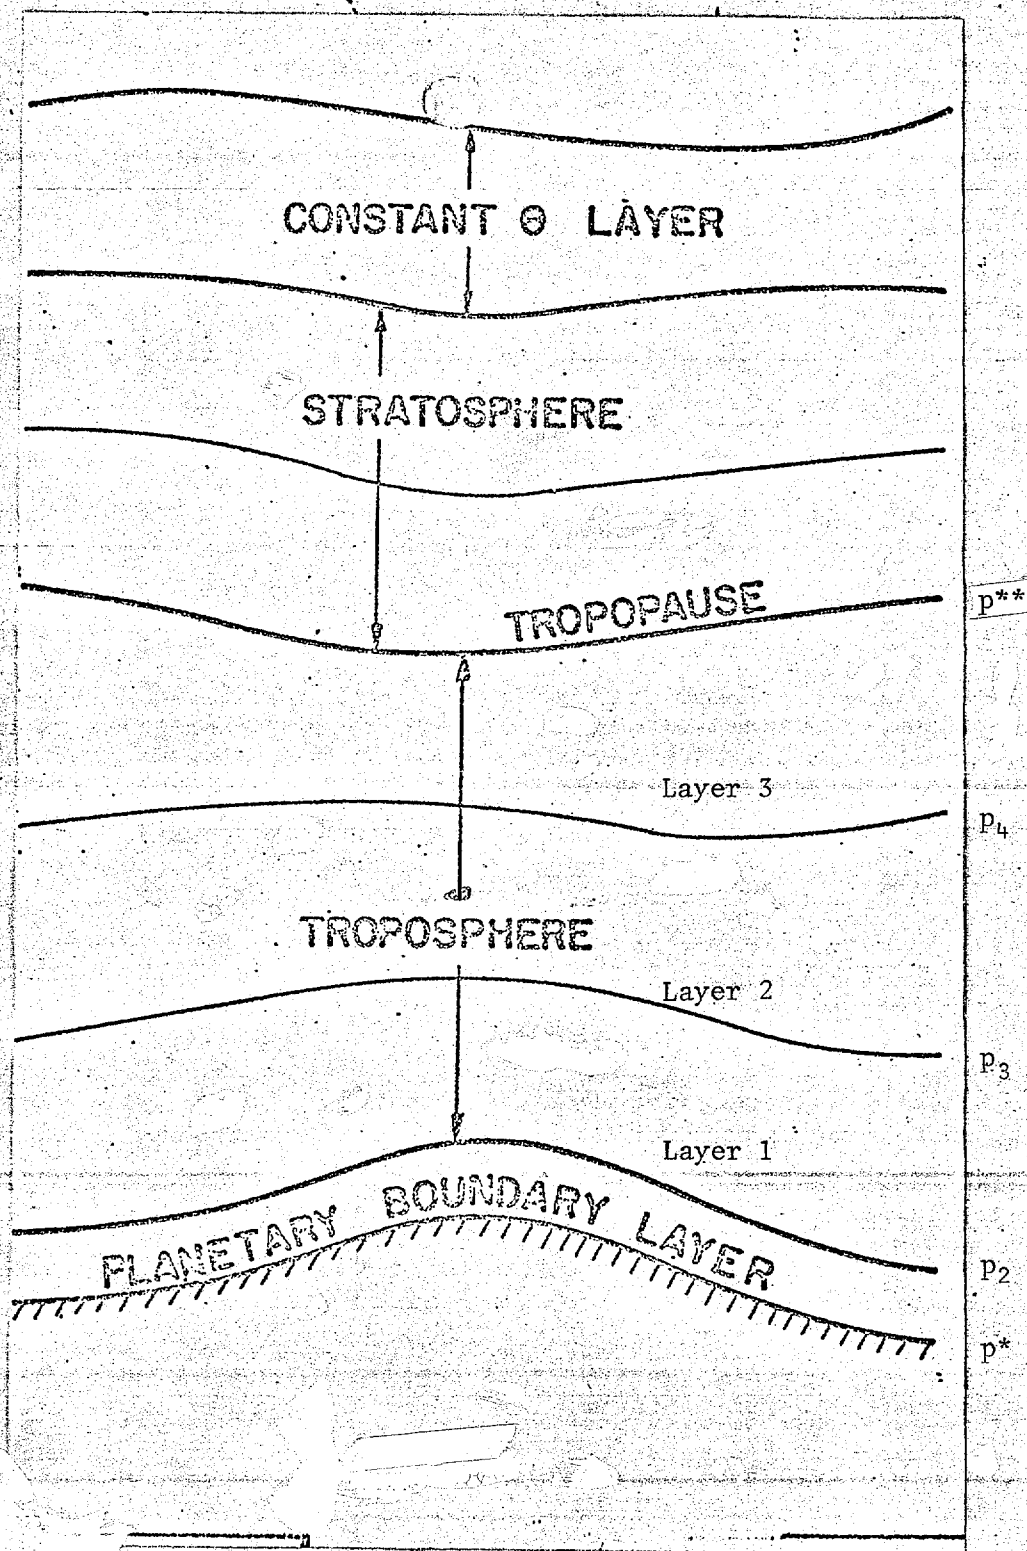 CONSTANT Θ LAYER
STRATOSPHERE
TROPOPAUSE
p**
Layer 3
p₄
TROPOSPHERE
Layer 2
p₃
Layer 1
PLANETARY BOUNDARY LAYER
p₂
p*